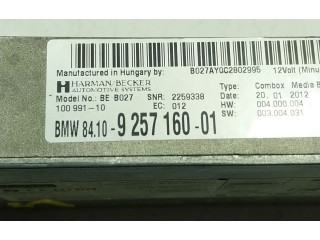 Manufactured in Hungary by: B027AY0C2802995 12Volt (Minu
HARMAN/BECKER
AUTOMOTIVE SYSTEMS
Type: Combox Media B
Model No.: BE B027 SNR: 2259338 Date: 20. 01. 2012
100 991-10 EC: 012 HW: 004.000.004
BMW 84.10-9 257 160-01 SW: 003.004.031